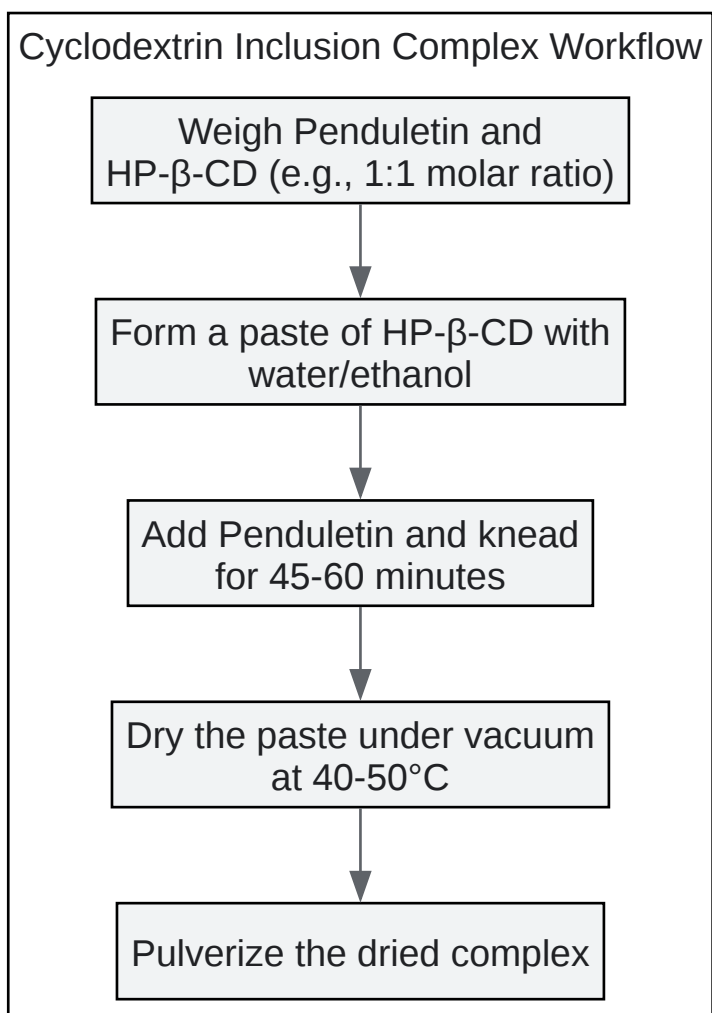 Cyclodextrin Inclusion Complex Workflow
Weigh Penduletin and
HP-β-CD (e.g., 1:1 molar ratio)
Form a paste of HP-β-CD with
water/ethanol
Add Penduletin and knead
for 45-60 minutes
Dry the paste under vacuum
at 40-50°C
Pulverize the dried complex